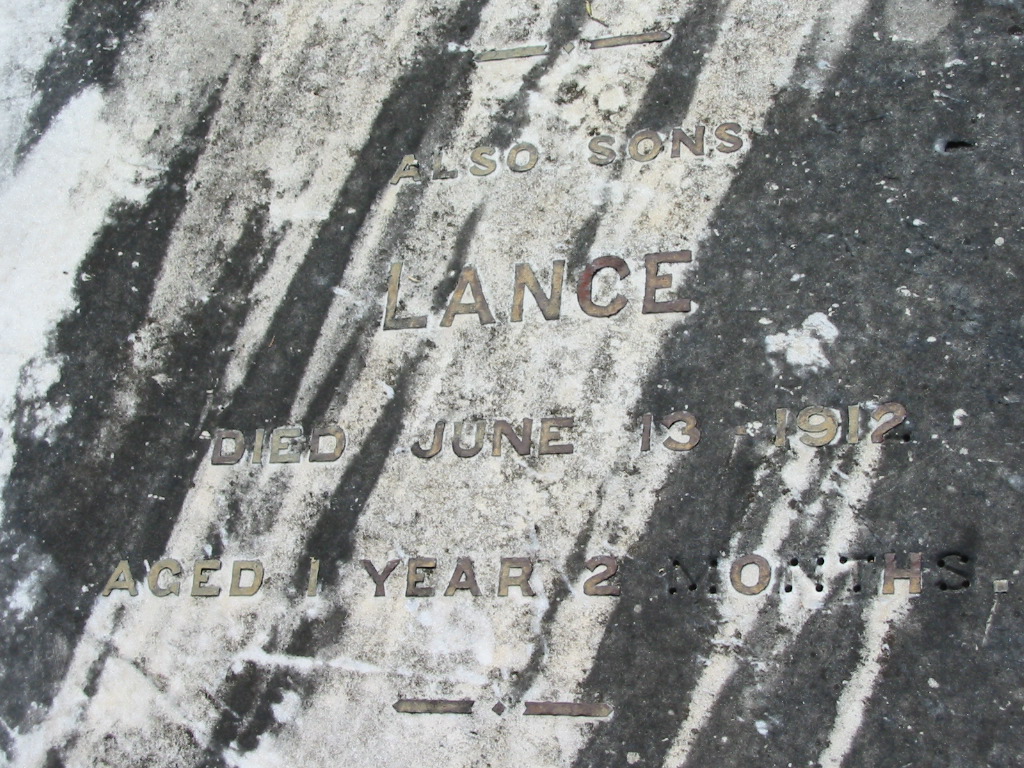 ALSO SONS
LANCE
DIED JUNE 13 1912
AGED 1 YEAR 2 MONTHS.